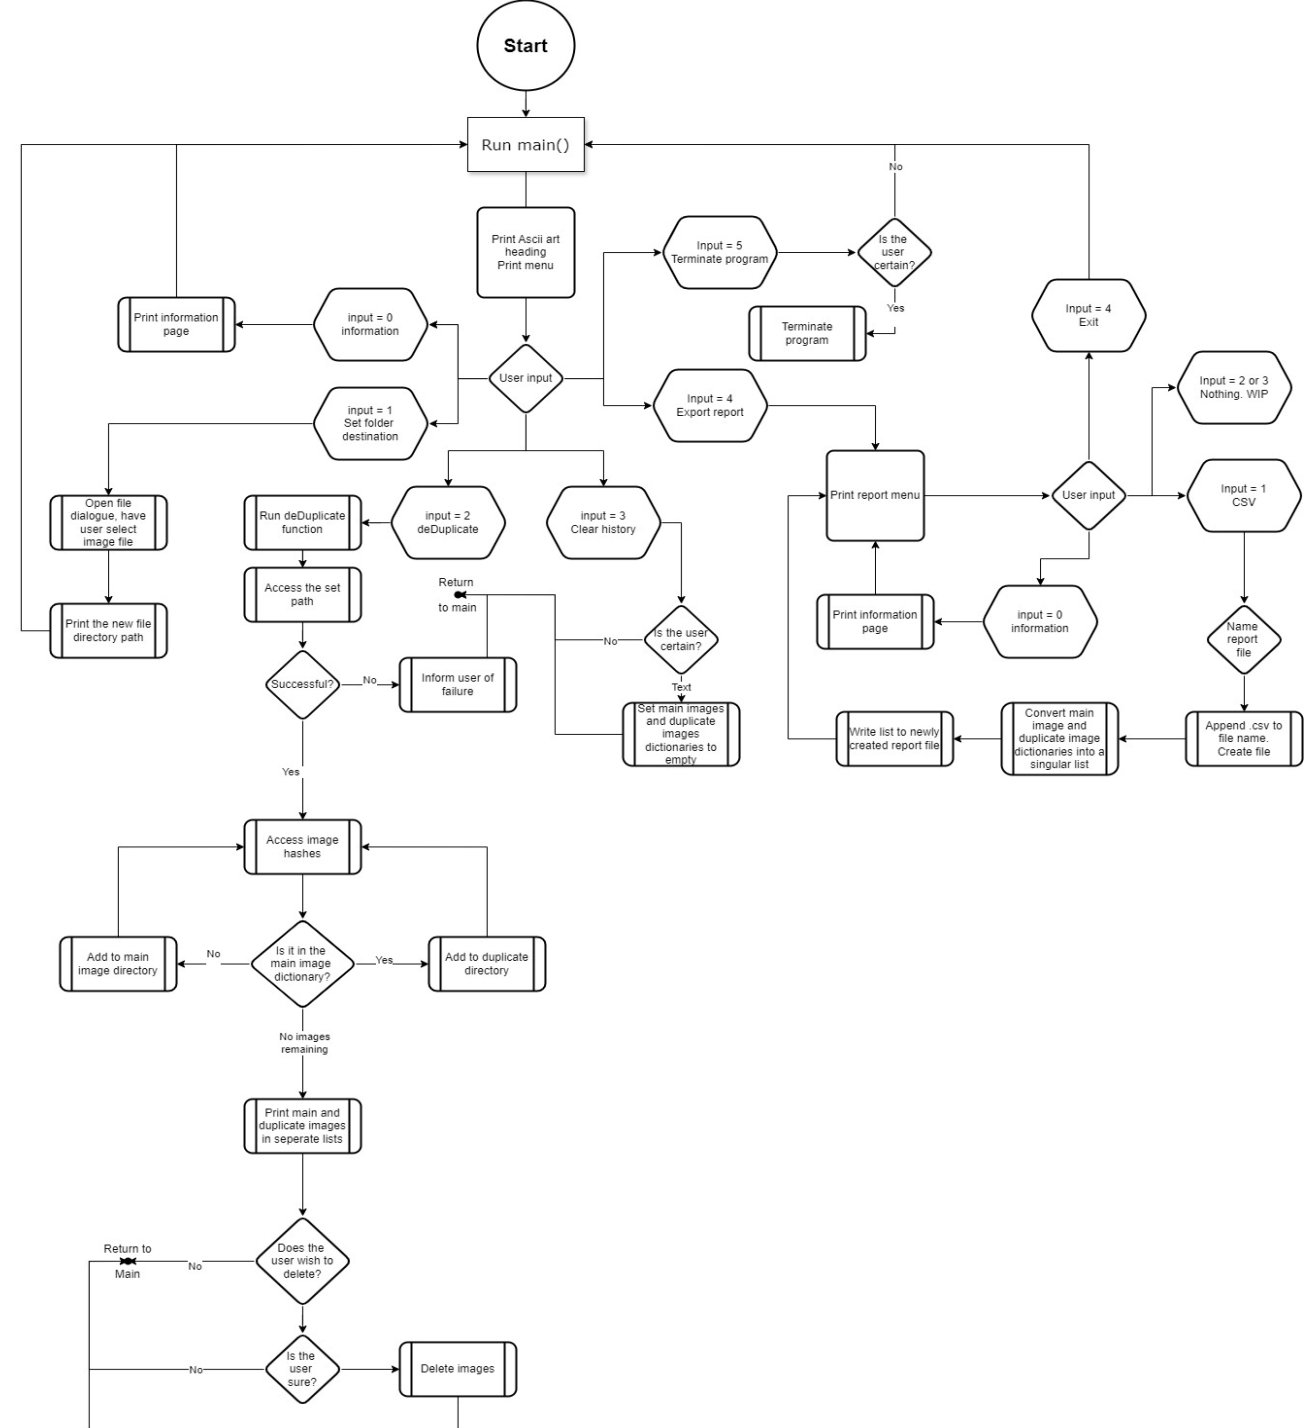 Start
Run main()
No
Print Ascii art
heading
Print menu
Input = 5
Terminate program
Is the
user
certain?
Yes
Terminate
program
Input = 4
Exit
Print information
page
input = 0
information
User input
Input = 4
Export report
Input = 2 or 3
Nothing. WIP
input = 1
Set folder
destination
Open file
dialogue, have
user select
image file
Run deDuplicate
function
input = 2
deDuplicate
input = 3
Clear history
Print report menu
User input
Input = 1
CSV
Access the set
path
Return
to main
Print the new file
directory path
No
Is the user
certain?
Print information
page
input = 0
information
Name
report
file
Successful?
No
Inform user of
failure
Text
Set main images
and duplicate
images
dictionaries to
empty
Write list to newly
created report file
Convert main
image and
duplicate image
dictionaries into a
singular list
Append .csv to
file name.
Create file
Yes
Access image
hashes
Add to main
image directory
No
Is it in the
main image
dictionary?
Yes
Add to duplicate
directory
No images
remaining
Print main and
duplicate images
in seperate lists
Return to
Main
No
Does the
user wish to
delete?
No
Is the
user
sure?
Delete images